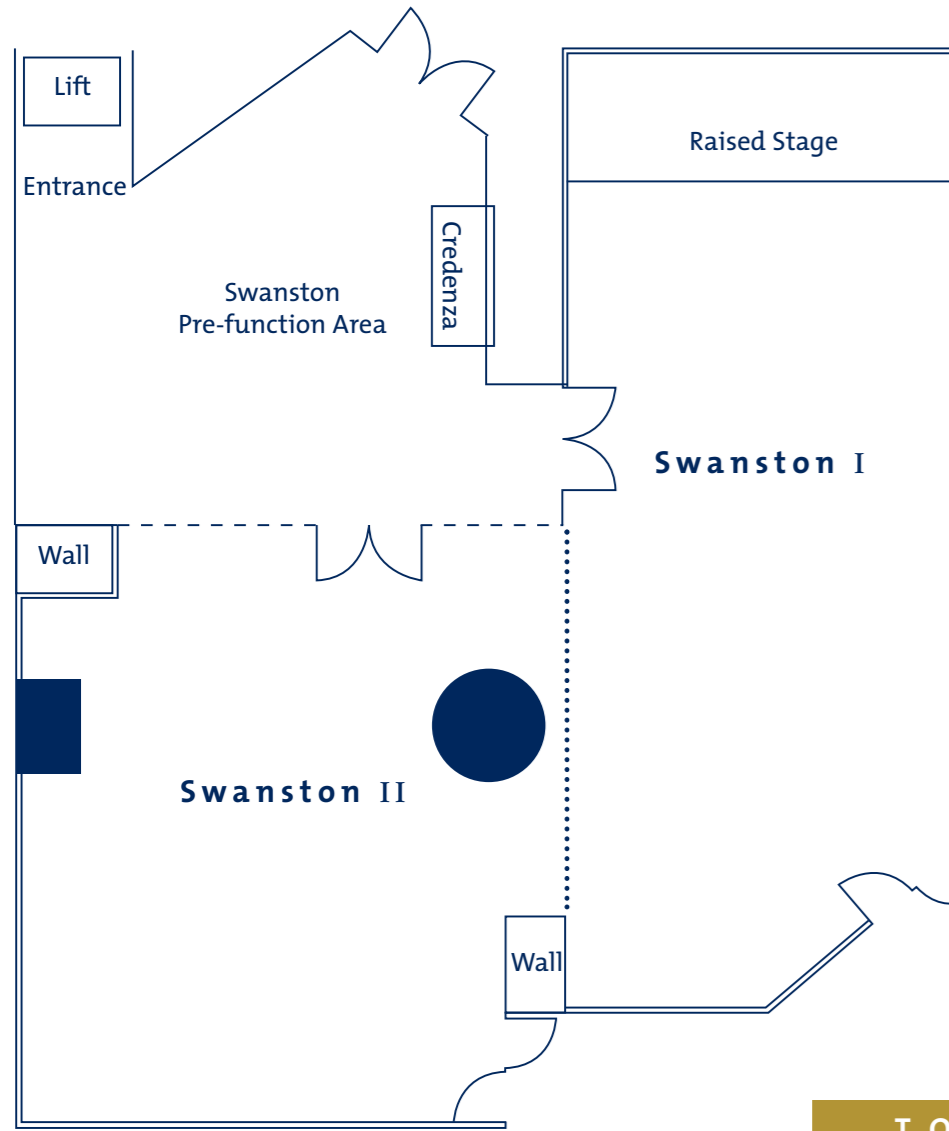 Lift
Entrance
Raised Stage
Credenza
Swanston
Pre-function Area
Swanston I
Wall
Swanston II
Wall
T O